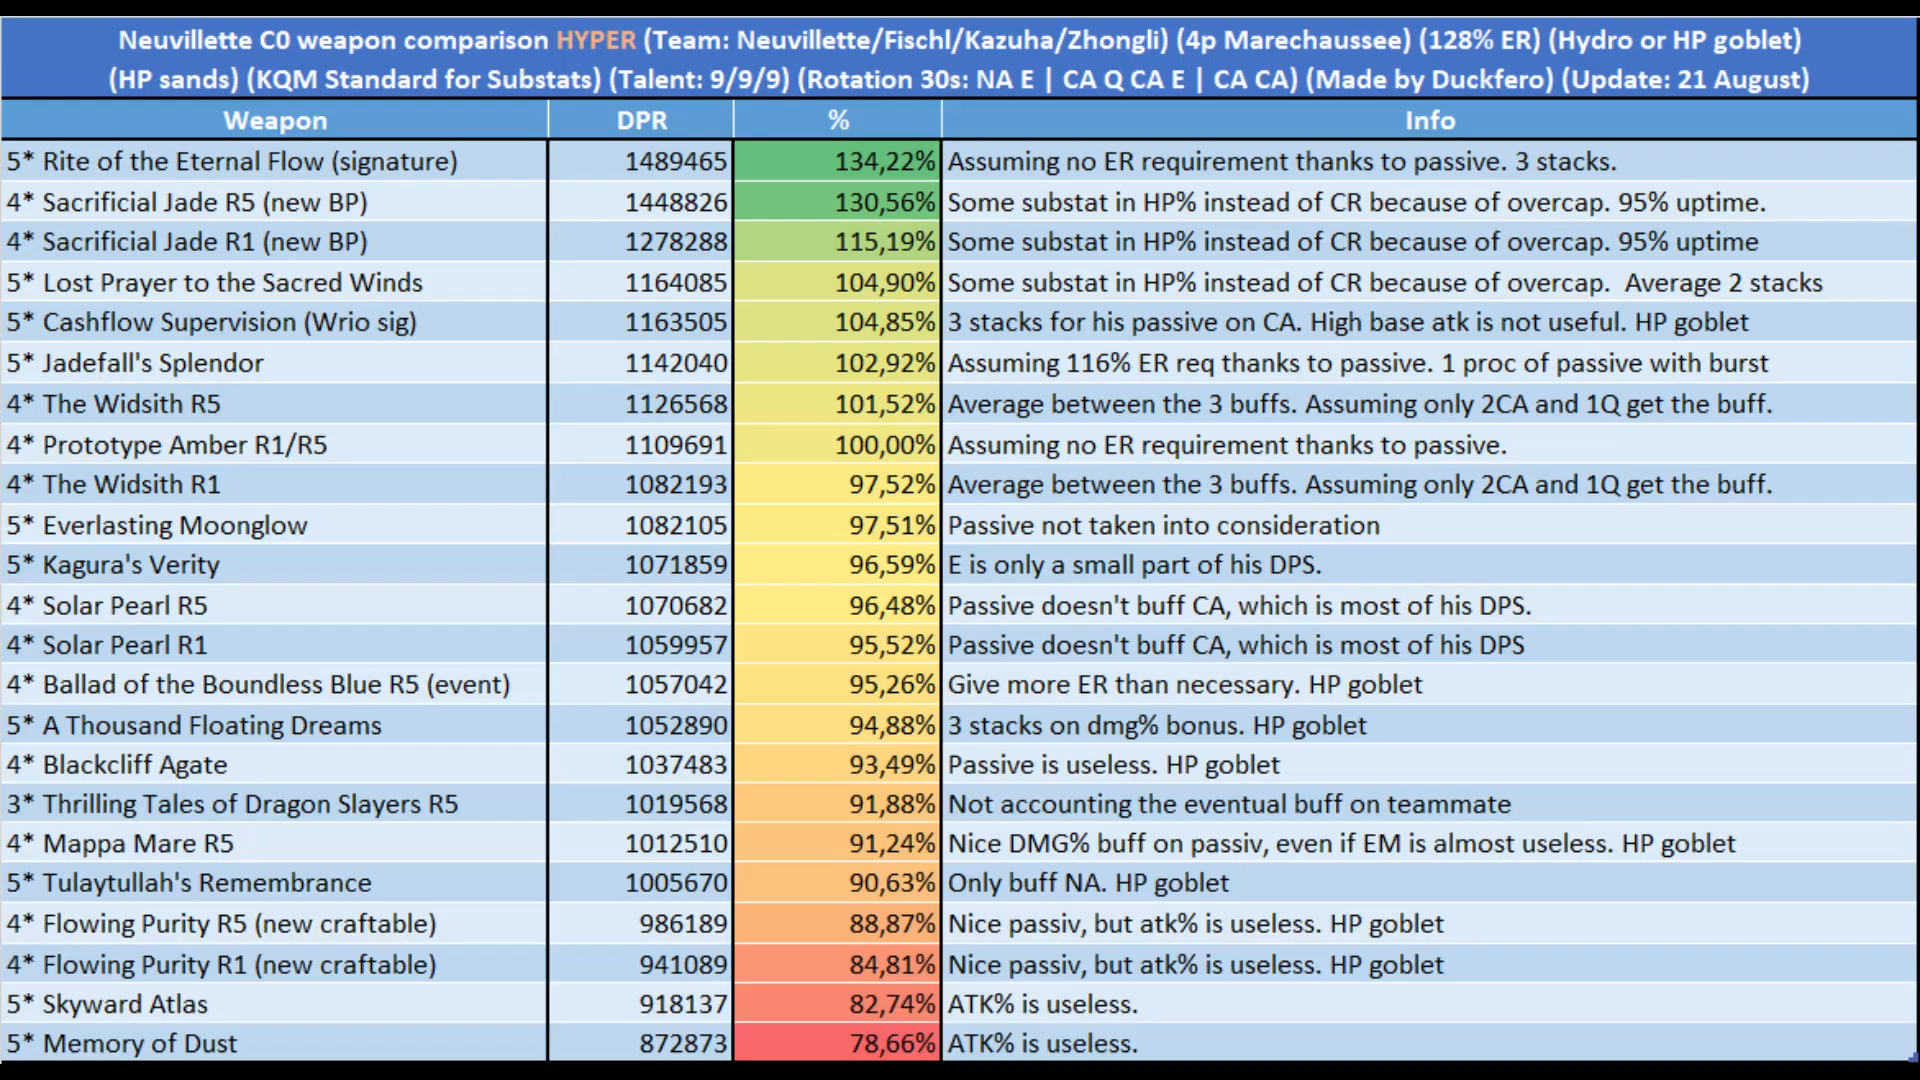 Neuvillette C0 weapon comparison HYPER (Team: Neuvillette/Fischl/Kazuha/Zhongli) (4p Marechaussee) (128% ER) (Hydro or HP goblet)
(HP sands) (KQM Standard for Substats) (Talent: 9/9/9) (Rotation 30s: NA E | CA Q CA E | CA CA) (Made by Duckfero) (Update: 21 August)
Weapon DPR % Info
5* Rite of the Eternal Flow (signature) 1489465 134,22% Assuming no ER requirement thanks to passive. 3 stacks.
4* Sacrificial Jade R5 (new BP) 1448826 130,56% Some substat in HP% instead of CR because of overcap. 95% uptime.
4* Sacrificial Jade R1 (new BP) 1278288 115,19% Some substat in HP% instead of CR because of overcap. 95% uptime
5* Lost Prayer to the Sacred Winds 1164085 104,90% Some substat in HP% instead of CR because of overcap. Average 2 stacks
5* Cashflow Supervision (Wrio sig) 1163505 104,85% 3 stacks for his passive on CA. High base atk is not useful. HP goblet
5* Jadefall's Splendor 1142040 102,92% Assuming 116% ER req thanks to passive. 1 proc of passive with burst
4* The Widsith R5 1126568 101,52% Average between the 3 buffs. Assuming only 2CA and 1Q get the buff.
4* Prototype Amber R1/R5 1109691 100,00% Assuming no ER requirement thanks to passive.
4* The Widsith R1 1082193 97,52% Average between the 3 buffs. Assuming only 2CA and 1Q get the buff.
5* Everlasting Moonglow 1082105 97,51% Passive not taken into consideration
5* Kagura's Verity 1071859 96,59% E is only a small part of his DPS.
4* Solar Pearl R5 1070682 96,48% Passive doesn't buff CA, which is most of his DPS.
4* Solar Pearl R1 1059957 95,52% Passive doesn't buff CA, which is most of his DPS
4* Ballad of the Boundless Blue R5 (event) 1057042 95,26% Give more ER than necessary. HP goblet
5* A Thousand Floating Dreams 1052890 94,88% 3 stacks on dmg% bonus. HP goblet
4* Blackcliff Agate 1037483 93,49% Passive is useless. HP goblet
3* Thrilling Tales of Dragon Slayers R5 1019568 91,88% Not accounting the eventual buff on teammate
4* Mappa Mare R5 1012510 91,24% Nice DMG% buff on passiv, even if EM is almost useless. HP goblet
5* Tulaytullah's Remembrance 1005670 90,63% Only buff NA. HP goblet
4* Flowing Purity R5 (new craftable) 986189 88,87% Nice passiv, but atk% is useless. HP goblet
4* Flowing Purity R1 (new craftable) 941089 84,81% Nice passiv, but atk% is useless. HP goblet
5* Skyward Atlas 918137 82,74% ATK% is useless.
5* Memory of Dust 872873 78,66% ATK% is useless.